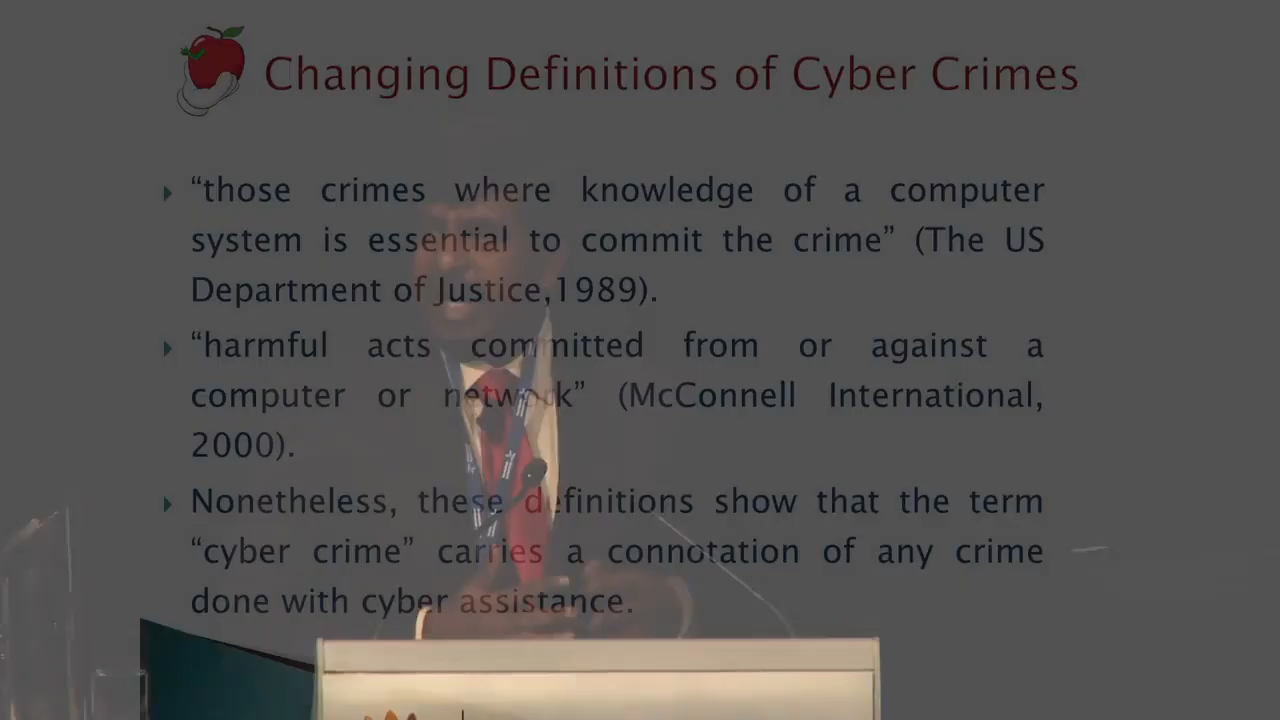 Changing Definitions of Cyber Crimes
“those crimes where knowledge of a computer
system is essential to commit the crime” (The US
Department of Justice,1989).
“harmful acts committed from or against a
computer or network” (McConnell International,
2000).
Nonetheless, these definitions show that the term
“cyber crime” carries a connotation of any crime
done with cyber assistance.